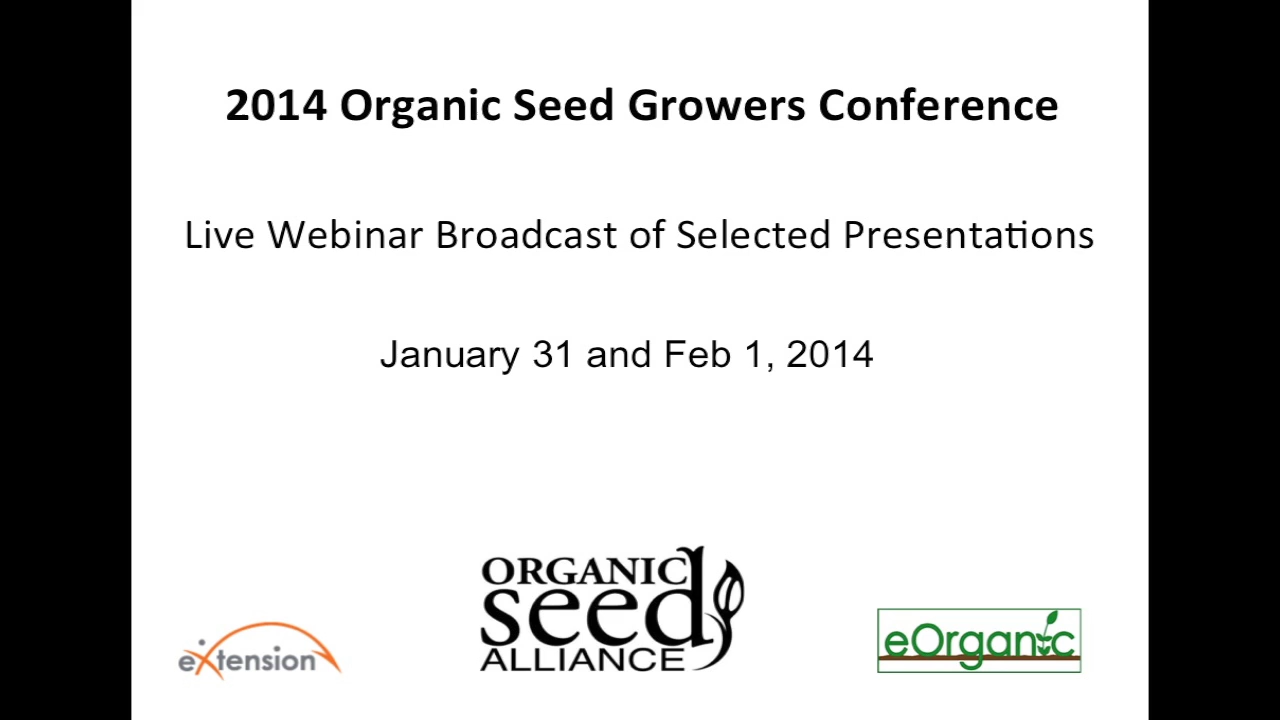 2014 Organic Seed Growers Conference
Live Webinar Broadcast of Selected Presentations
January 31 and Feb 1, 2014
ORGANIC
seed
ALLIANCE
eXtension
eOrganic